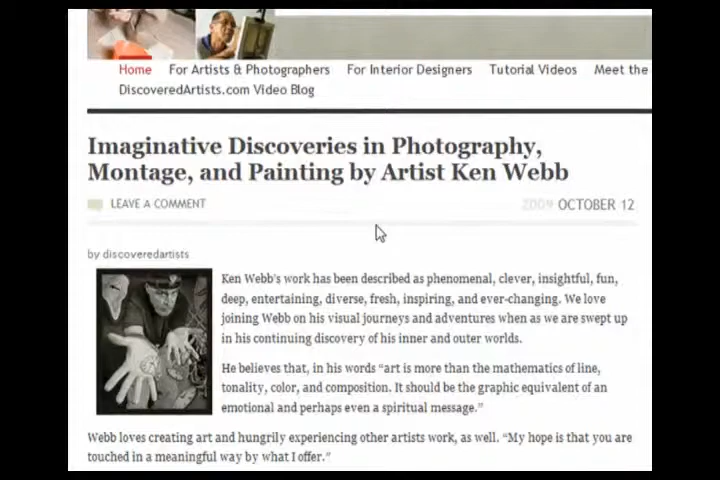 Home For Artists & Photographers For Interior Designers Tutorial Videos Meet the
DiscoveredArtists.com Video Blog
Imaginative Discoveries in Photography,
Montage, and Painting by Artist Ken Webb
LEAVE A COMMENT 2009 OCTOBER 12
by discoveredartists
Ken Webb's work has been described as phenomenal, clever, insightful, fun,
deep, entertaining, diverse, fresh, inspiring, and ever-changing. We love
joining Webb on his visual journeys and adventures when as we are swept up
in his continuing discovery of his inner and outer worlds.
He believes that, in his words "art is more than the mathematics of line,
tonality, color, and composition. It should be the graphic equivalent of an
emotional and perhaps even a spiritual message."
Webb loves creating art and hungrily experiencing other artists work, as well. "My hope is that you are
touched in a meaningful way by what I offer."